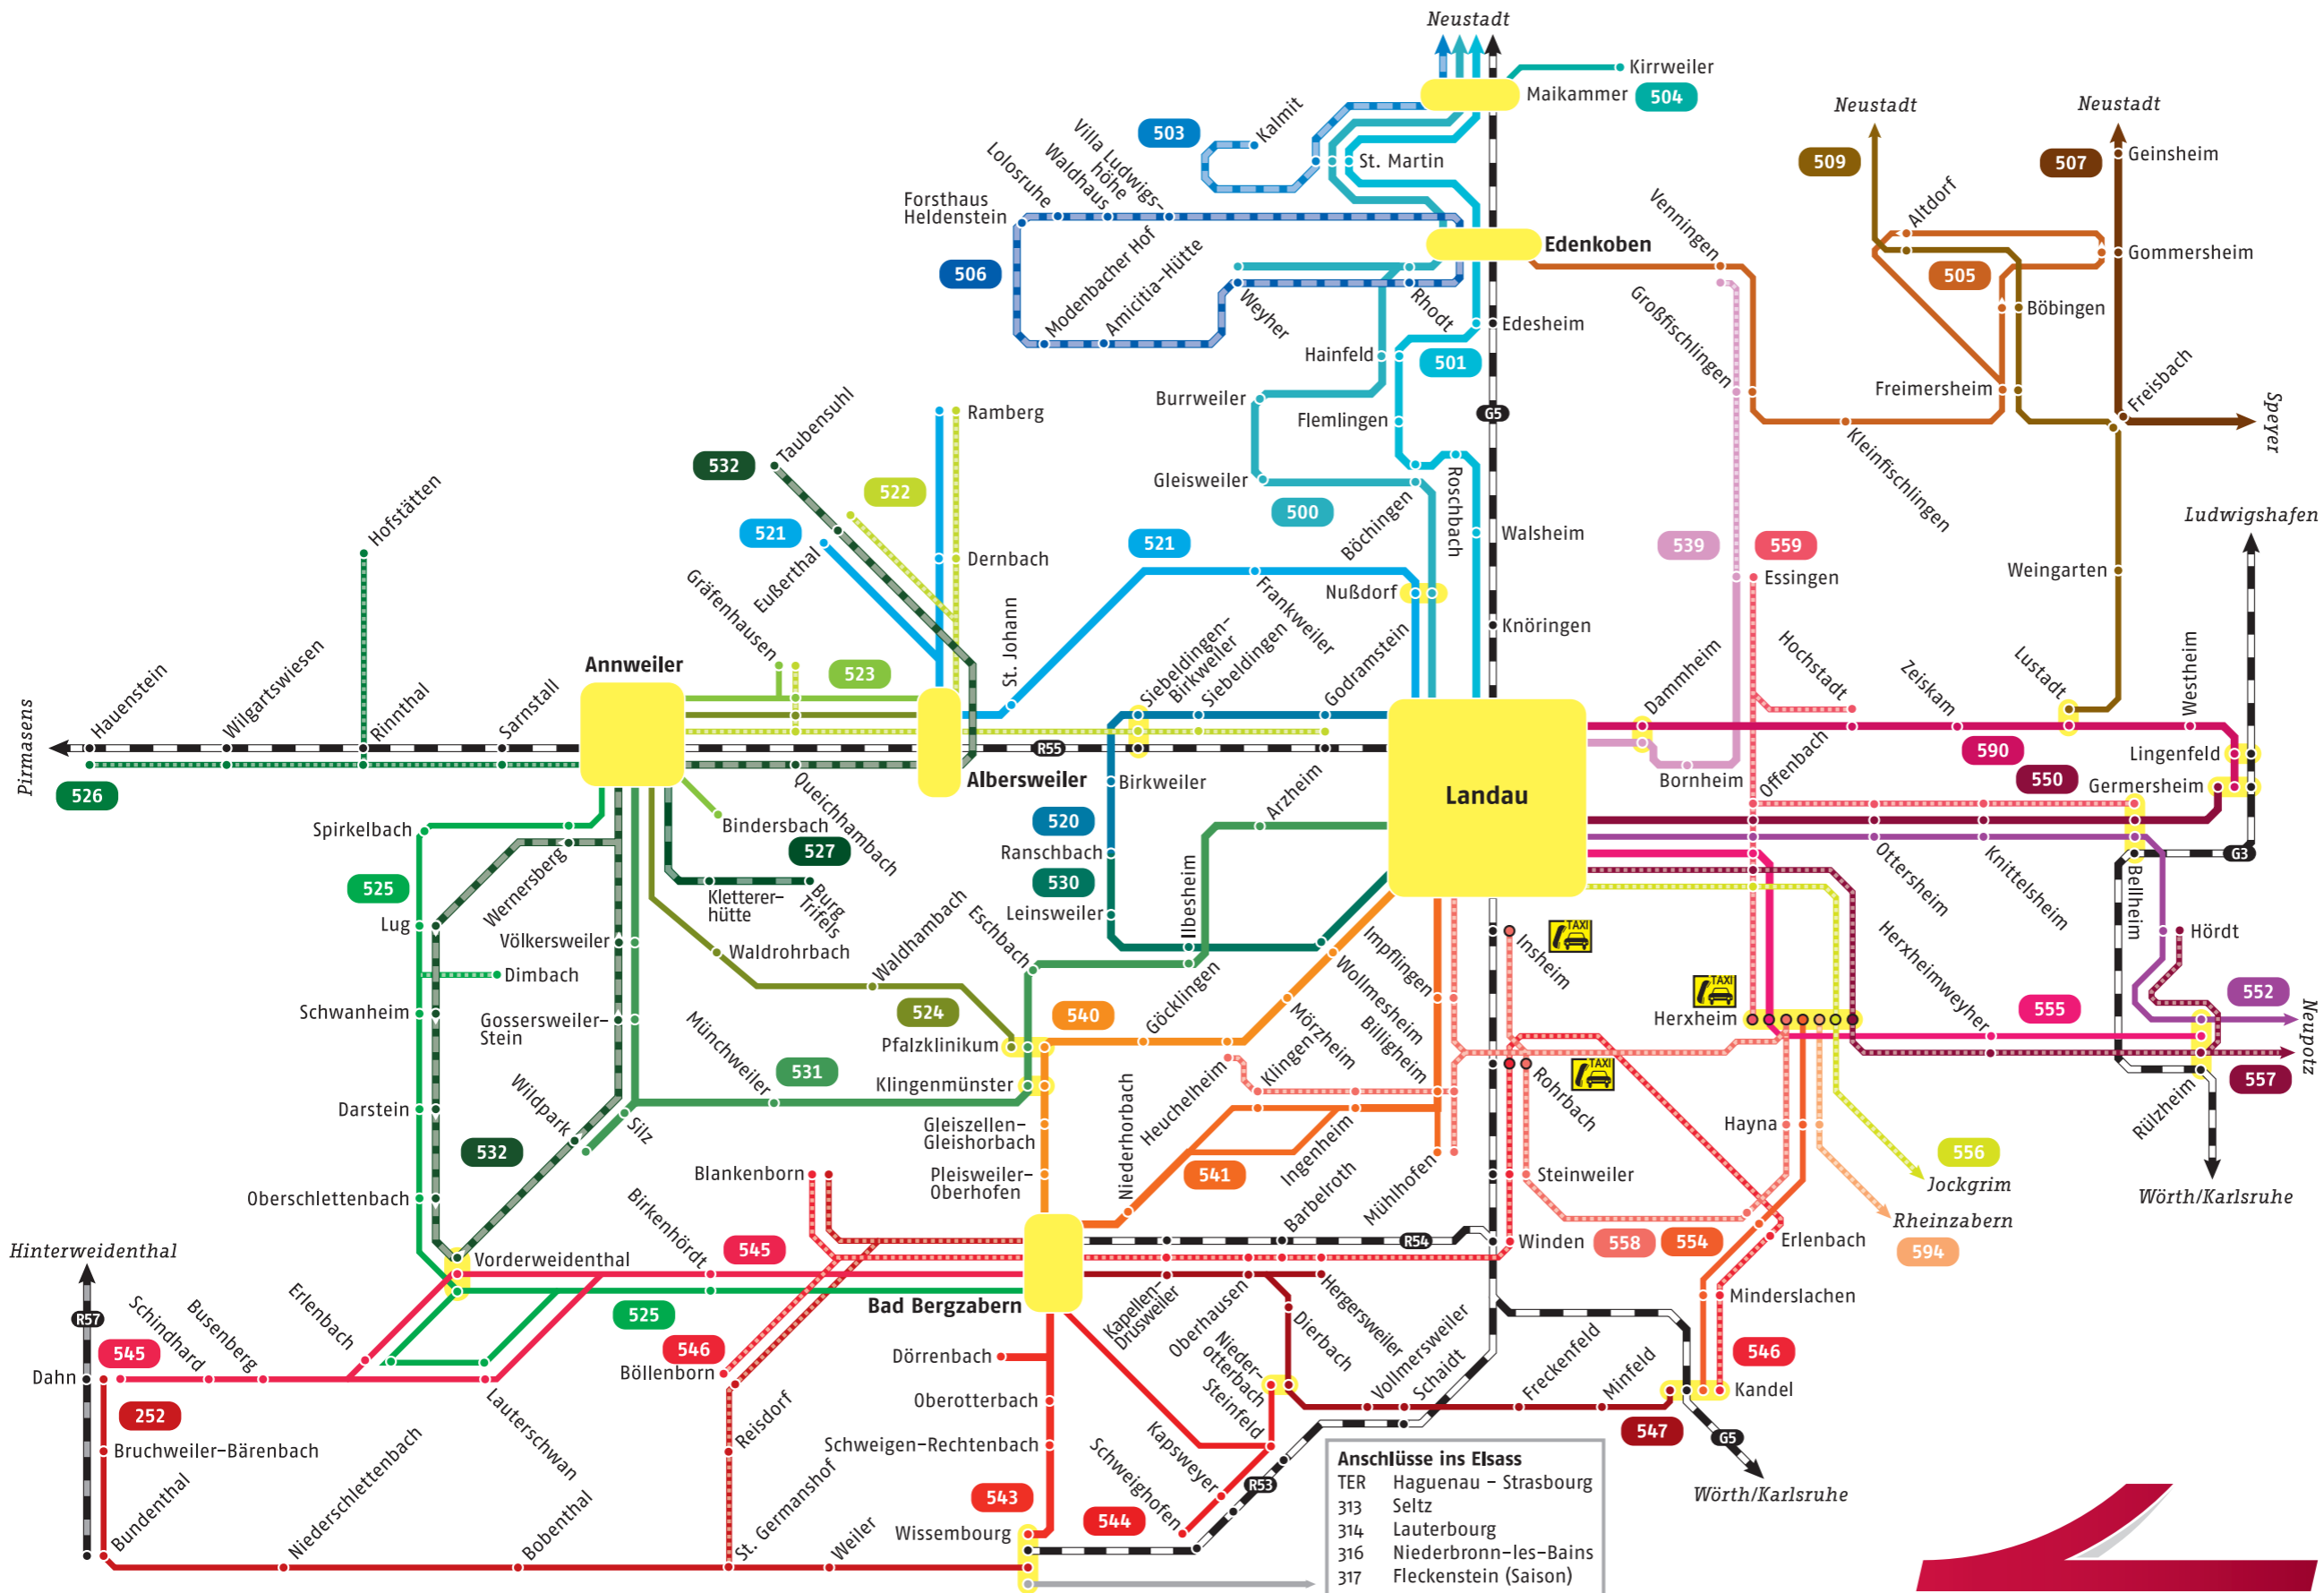 Neustadt
Kirrweiler
Maikammer
504
Neustadt
Neustadt
503
Kalmit
St. Martin
509
507
Geinsheim
Villa Ludwigs-
höhe
Waldhaus
Lolosruhe
Forsthaus
Heldenstein
Altdorf
Venningen
Edenkoben
Gommersheim
505
506
Modenbacher Hof
Amicitia-Hütte
Weyher
Rhodt
Großfischlingen
Böbingen
Edesheim
Hainfeld
501
Freimersheim
Freisbach
Burrweiler
Flemlingen
G5
Speyer
Kleinfischlingen
Ramberg
Taubensuhl
532
522
Gleisweiler
Roschbach
Hofstätten
500
Böchingen
Ludwigshafen
521
Eußerthal
521
Walsheim
539
559
Dernbach
Essingen
Weingarten
Gräfenhausen
Nußdorf
Frankweiler
St. Johann
Knöringen
Siebeldingen-
Birkweiler
Siebeldingen
Godramstein
Dammheim
Hochstadt
Zeiskam
Lustadt
Westheim
Annweiler
523
Hauenstein
Wilgartswiesen
Rinnthal
Sarnstall
Pirmasens
R55
590
Lingenfeld
526
Queichhambach
Albersweiler
Birkweiler
Arzheim
Landau
Bornheim
Offenbach
550
Germersheim
Spirkelbach
Bindersbach
520
527
Ranschbach
530
G3
Wernersberg
525
Kletterer-
hütte
Burg
Trifels
Leinsweiler
Ilbesheim
Ottersheim
Knittelsheim
Bellheim
Lug
Völkersweiler
Waldrohrbach
Waldhambach
Eschbach
Impflingen
Insheim
TAXI
Herxheimweyher
Hördt
Dimbach
Göcklingen
Wollmesheim
TAXI
552
Schwanheim
Gossersweiler-
Stein
524
540
Mörzheim
Herxheim
555
Neupotz
Münchweiler
Pfalzklinikum
Billigheim
531
Klingenmünster
Heuchelheim
Klingen
Rohrbach
TAXI
557
Darstein
Wildpark
Silz
Gleiszellen-
Gleishorbach
Niederhorbach
Hayna
Rülzheim
532
556
Blankenborn
Pleisweiler-
Oberhofen
541
Ingenheim
Mühlhofen
Steinweiler
Jockgrim
Wörth/Karlsruhe
Oberschlettenbach
Birkenhördt
Barbelroth
Rheinzabern
Hinterweidenthal
545
R54
Winden
558
554
Erlenbach
594
Vorderweidenthal
R57
Erlenbach
525
Bad Bergzabern
Kapellen-
Drusweiler
Oberhausen
Hergersweiler
Minderslachen
Schindhard
Busenberg
545
546
Dörrenbach
Nieder-
otterbach
Dierbach
Vollmersweiler
Schaidt
Freckenfeld
Minfeld
546
Dahn
Böllenborn
Kandel
252
Lauterschwan
Reisdorf
Oberotterbach
Steinfeld
547
G5
Bruchweiler-Bärenbach
Schweigen-Rechtenbach
Kapsweyer
Bundenthal
Niederschlettenbach
Bobenthal
St. Germanshof
Weiler
543
Schweighofen
R53
Wörth/Karlsruhe
Wissembourg
544
Anschlüsse ins Elsass
TER Haguenau - Strasbourg
313 Seltz
314 Lauterbourg
316 Niederbronn-les-Bains
317 Fleckenstein (Saison)